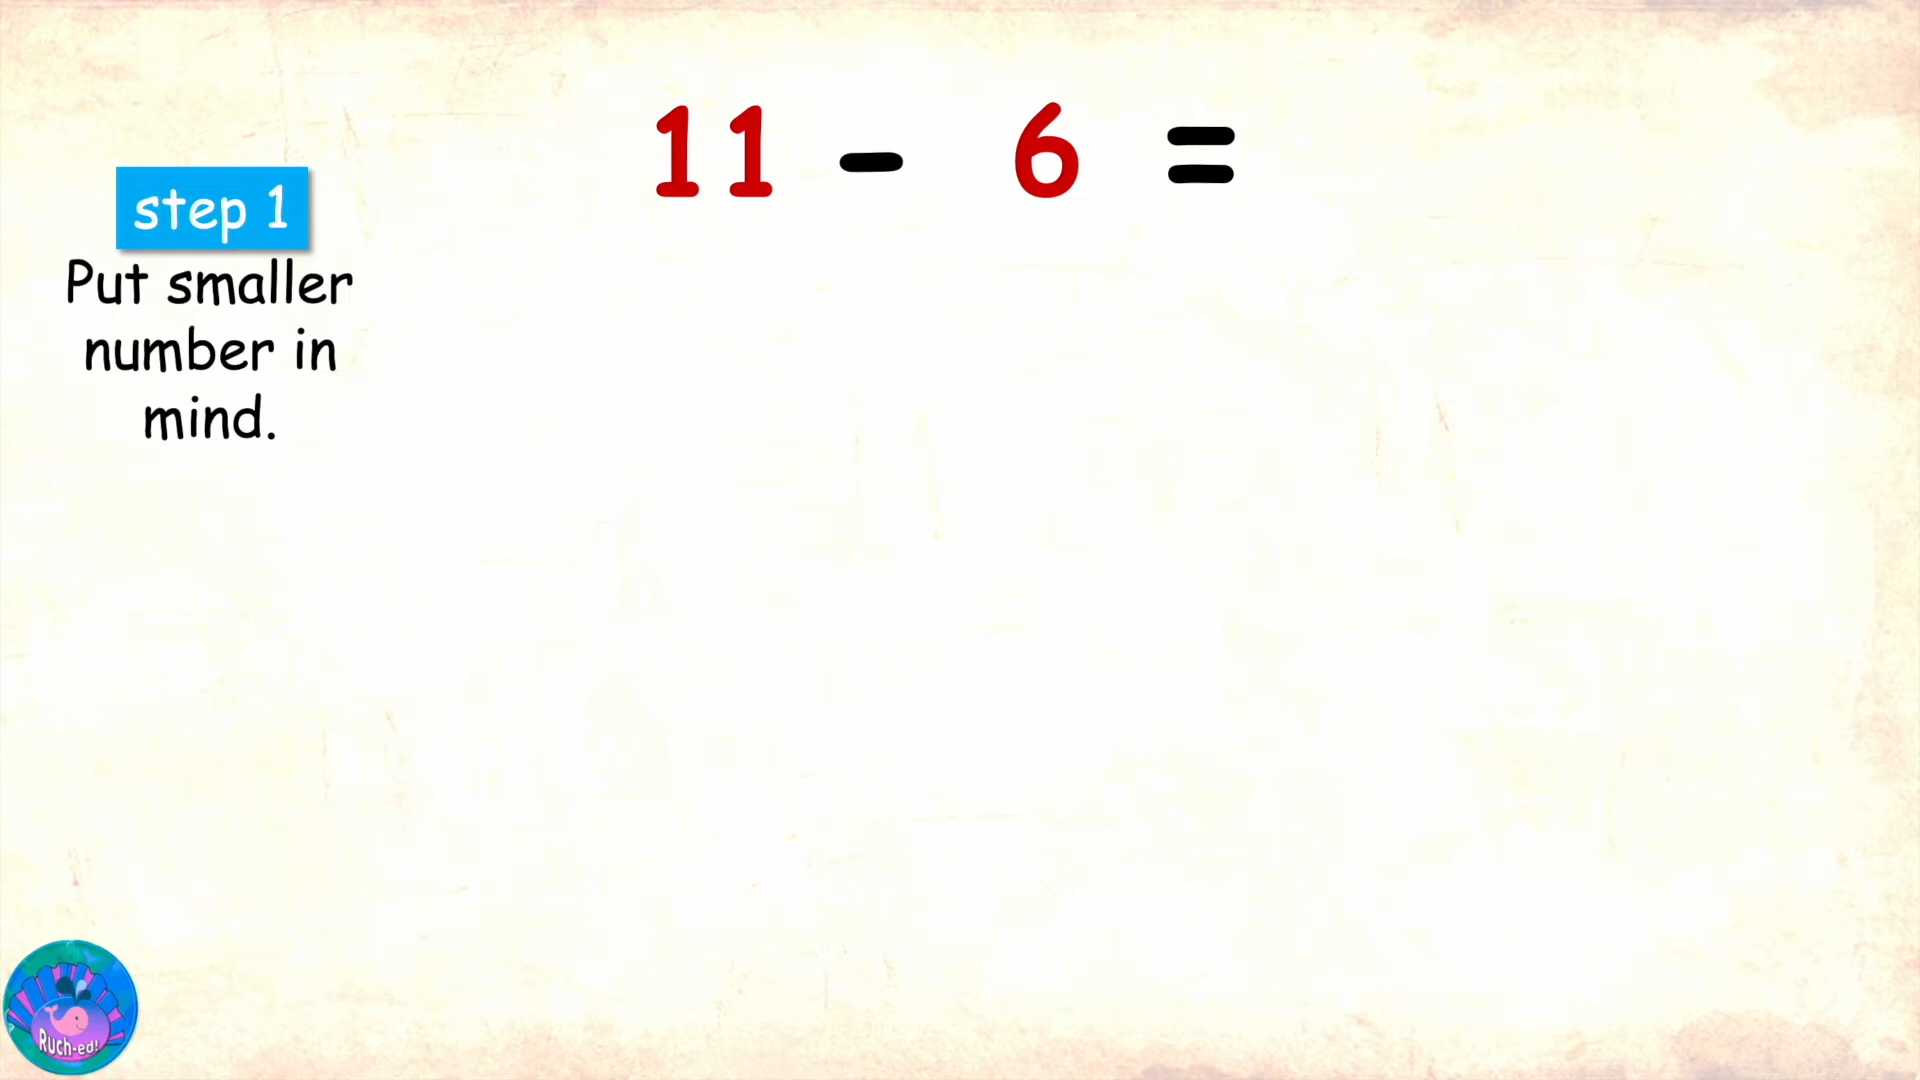 11 - 6 =
step 1
Put smaller
number in
mind.
Ruch-ed!